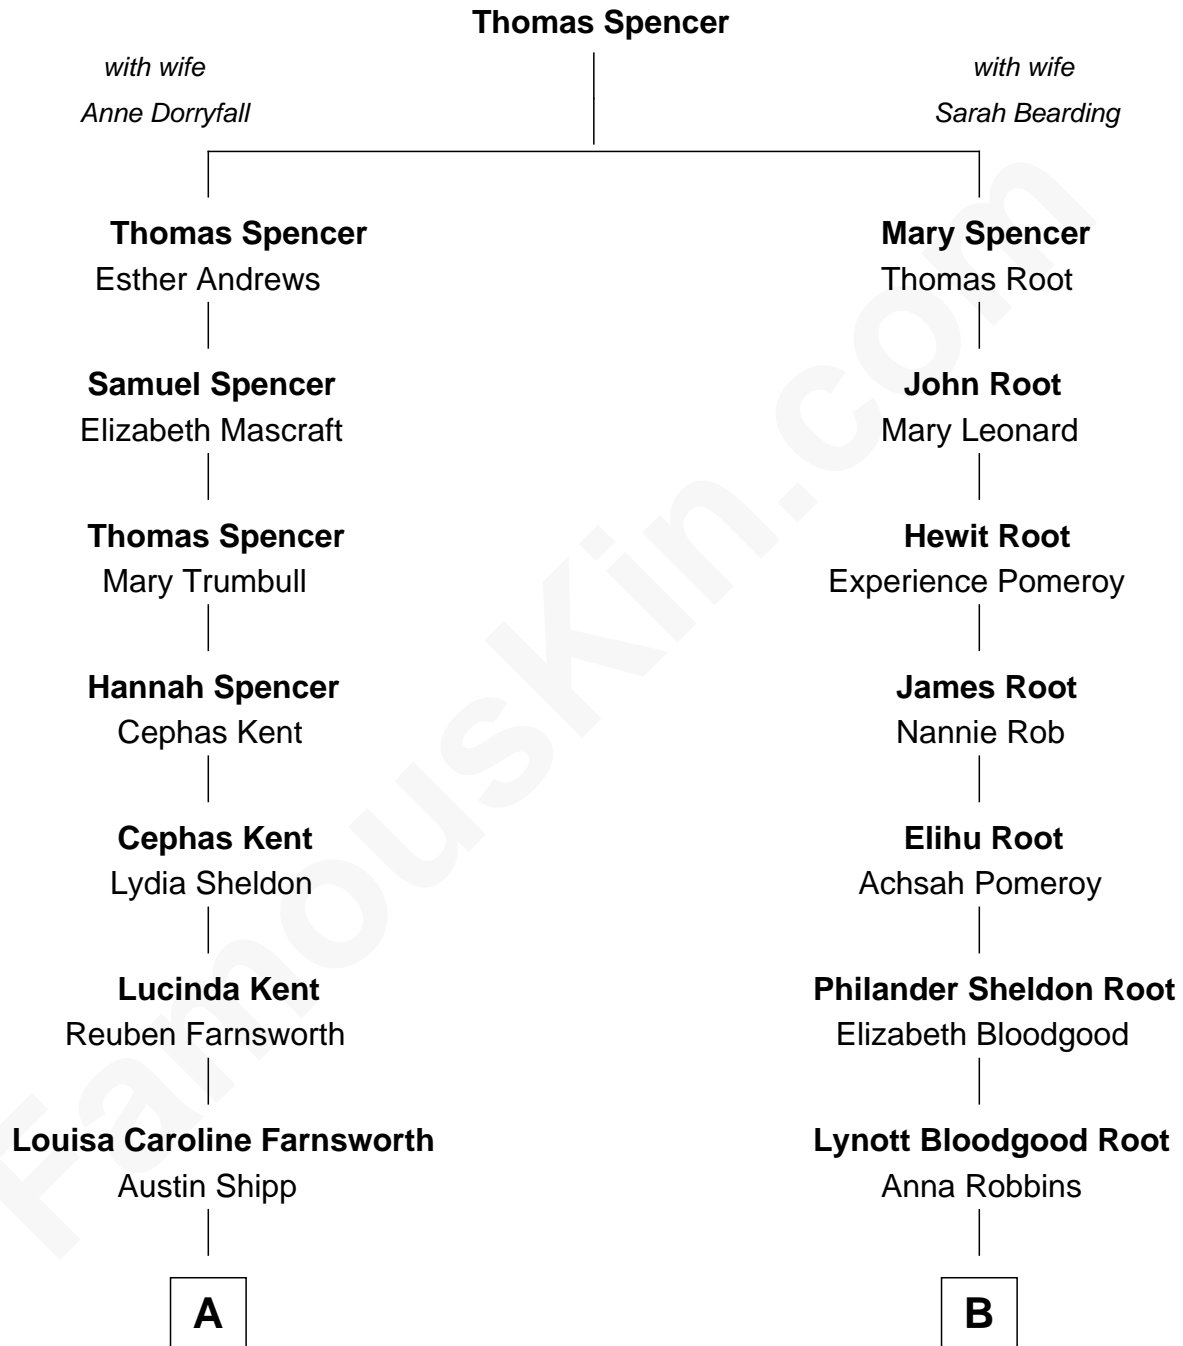 Thomas Spencer
with wife
Anne Dorryfall
with wife
Sarah Bearding
Thomas Spencer
Esther Andrews
Samuel Spencer
Elizabeth Mascraft
Thomas Spencer
Mary Trumbull
Hannah Spencer
Cephas Kent
Cephas Kent
Lydia Sheldon
Lucinda Kent
Reuben Farnsworth
Louisa Caroline Farnsworth
Austin Shipp
A
Mary Spencer
Thomas Root
John Root
Mary Leonard
Hewit Root
Experience Pomeroy
James Root
Nannie Rob
Elihu Root
Achsah Pomeroy
Philander Sheldon Root
Elizabeth Bloodgood
Lynott Bloodgood Root
Anna Robbins
B
FamousKin.com